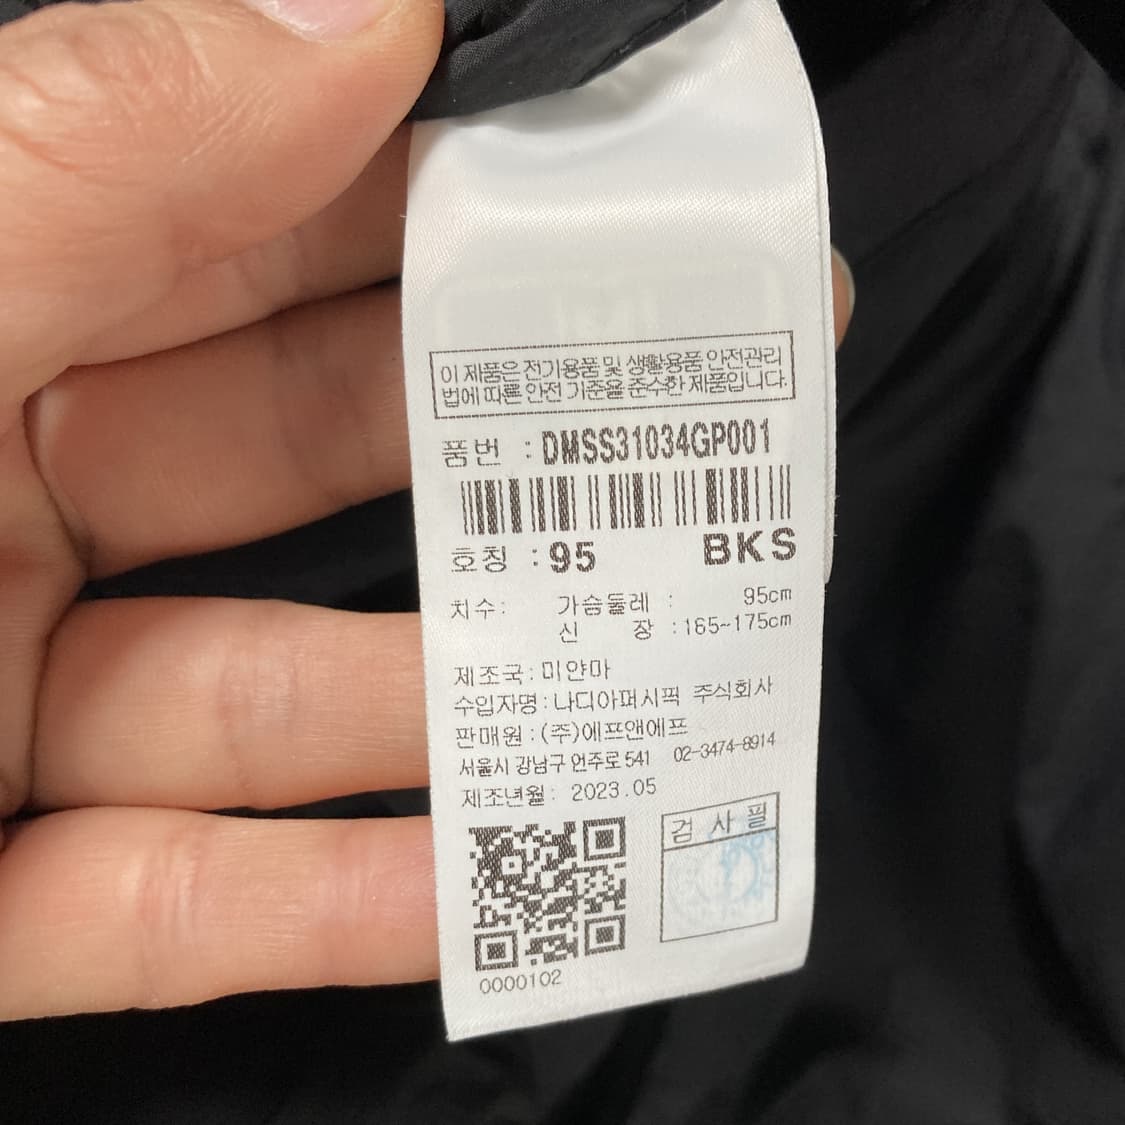 이 제품은 전기용품 및 생활용품 안전관리
법에 따른 안전 기준을 준수한 제품입니다.
품번 : DMSS31034GP001
호칭 : 95 BKS
치수 : 가슴둘레 : 95cm
신 장 : 165~175cm
제조국 : 미얀마
수입자명 : 나디아퍼시픽 주식회사
판매원 : (주)에프앤에프
서울시 강남구 언주로 541 02-3474-8914
제조년월 : 2023.05
검 사 필
0000102